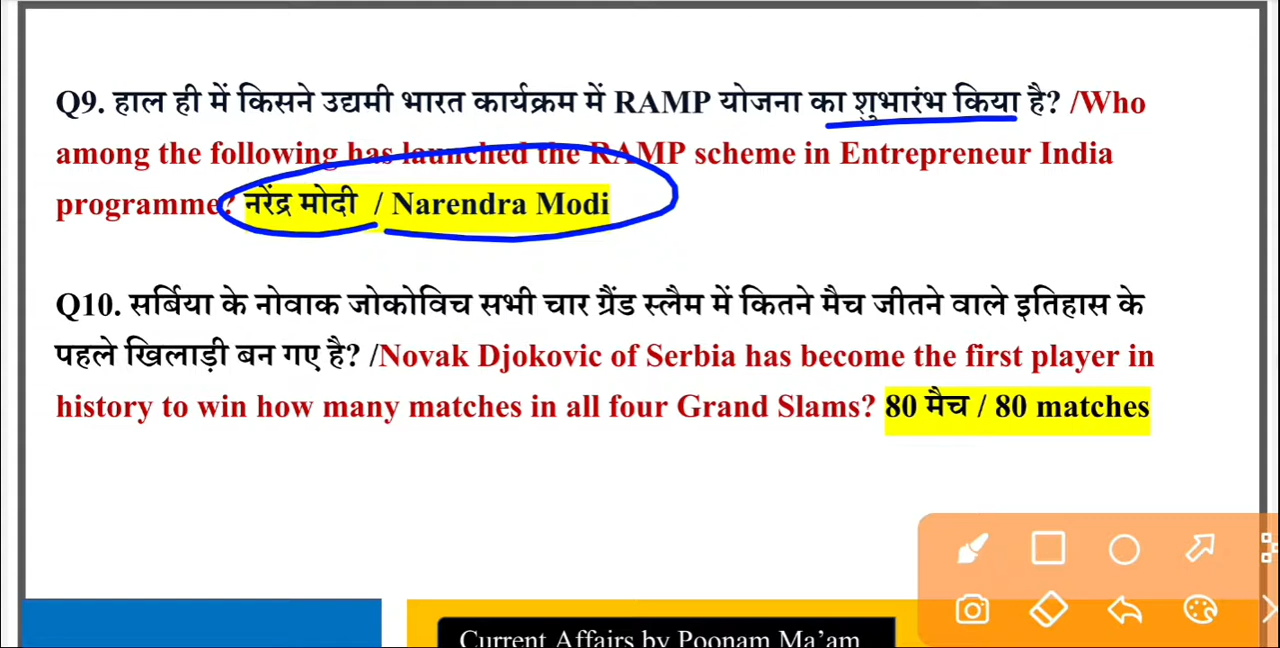 Q9. हाल ही में किसने उद्यमी भारत कार्यक्रम में RAMP योजना का शुभारंभ किया है? /Who
among the following has launched the RAMP scheme in Entrepreneur India
programme? नरेंद्र मोदी / Narendra Modi
Q10. सर्बिया के नोवाक जोकोविच सभी चार ग्रैंड स्लैम में कितने मैच जीतने वाले इतिहास के
पहले खिलाड़ी बन गए है? /Novak Djokovic of Serbia has become the first player in
history to win how many matches in all four Grand Slams? 80 मैच / 80 matches
Current Affairs by Poonam Ma'am